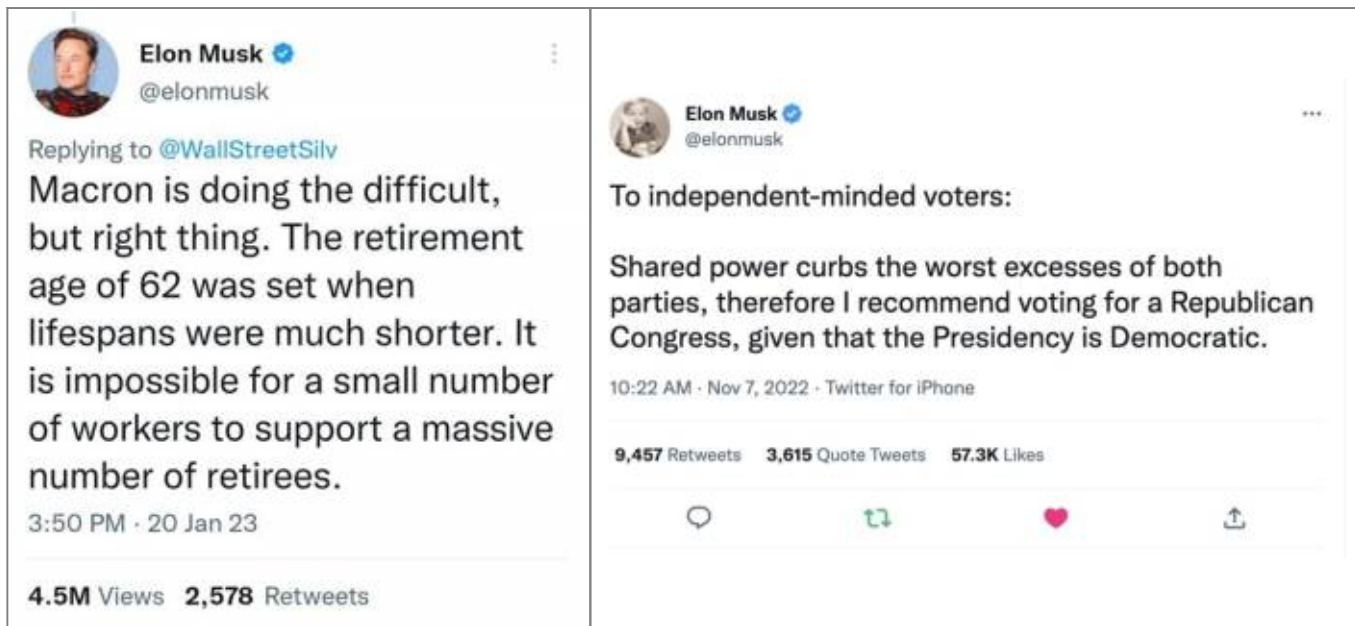 Elon Musk
@elonmusk
Replying to @WallStreetSilv
Macron is doing the difficult,
but right thing. The retirement
age of 62 was set when
lifespans were much shorter. It
is impossible for a small number
of workers to support a massive
number of retirees.
3:50 PM · 20 Jan 23
4.5M Views 2,578 Retweets
Elon Musk
@elonmusk
To independent-minded voters:
Shared power curbs the worst excesses of both
parties, therefore I recommend voting for a Republican
Congress, given that the Presidency is Democratic.
10:22 AM · Nov 7, 2022 · Twitter for iPhone
9,457 Retweets 3,615 Quote Tweets 57.3K Likes